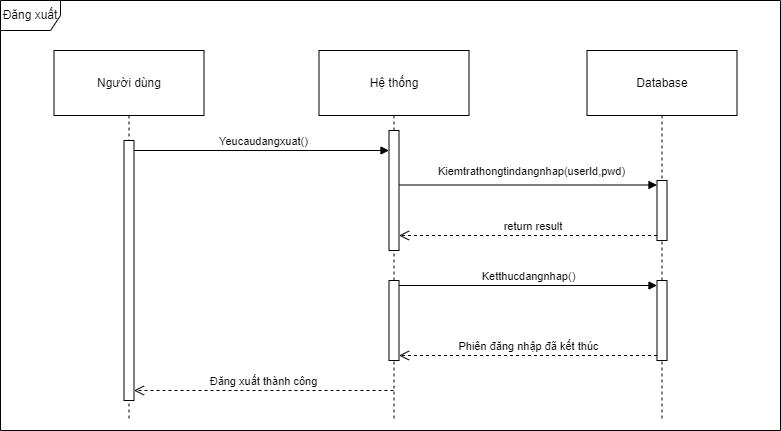 Đăng xuất
Người dùng
Hệ thống
Database
Yeucaudangxuat()
Kiemtrathongtindangnhap(userId,pwd)
return result
Ketthucdangnhap()
Phiên đăng nhập đã kết thúc
Đăng xuất thành công